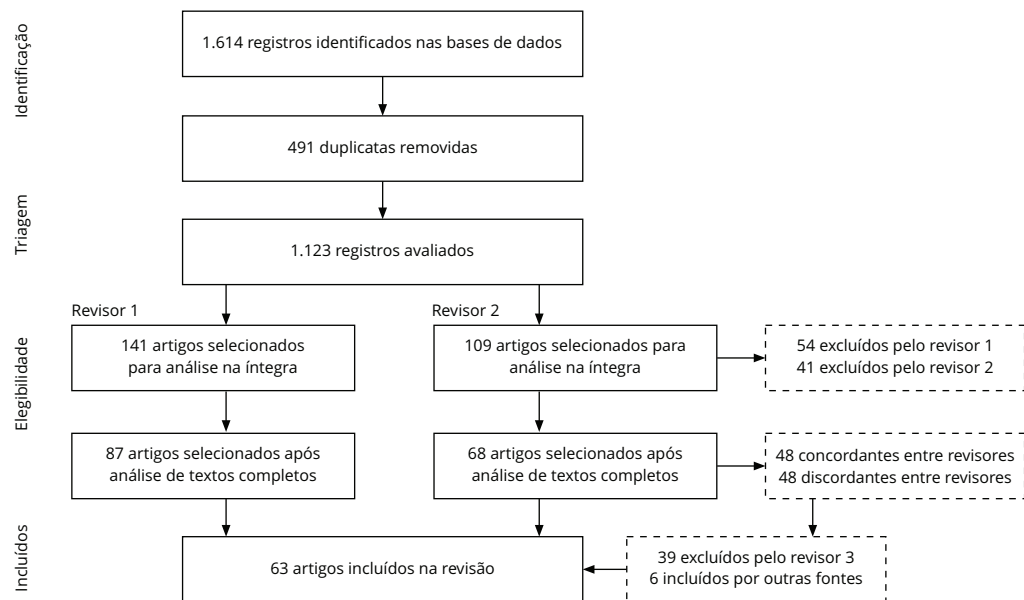 Identificação
1.614 registros identificados nas bases de dados
491 duplicatas removidas
Triagem
1.123 registros avaliados
Revisor 1
Revisor 2
Elegibilidade
141 artigos selecionados
para análise na íntegra
109 artigos selecionados para
análise na íntegra
54 excluídos pelo revisor 1
41 excluídos pelo revisor 2
87 artigos selecionados após
análise de textos completos
68 artigos selecionados após
análise de textos completos
48 concordantes entre revisores
48 discordantes entre revisores
Incluídos
63 artigos incluídos na revisão
39 excluídos pelo revisor 3
6 incluídos por outras fontes